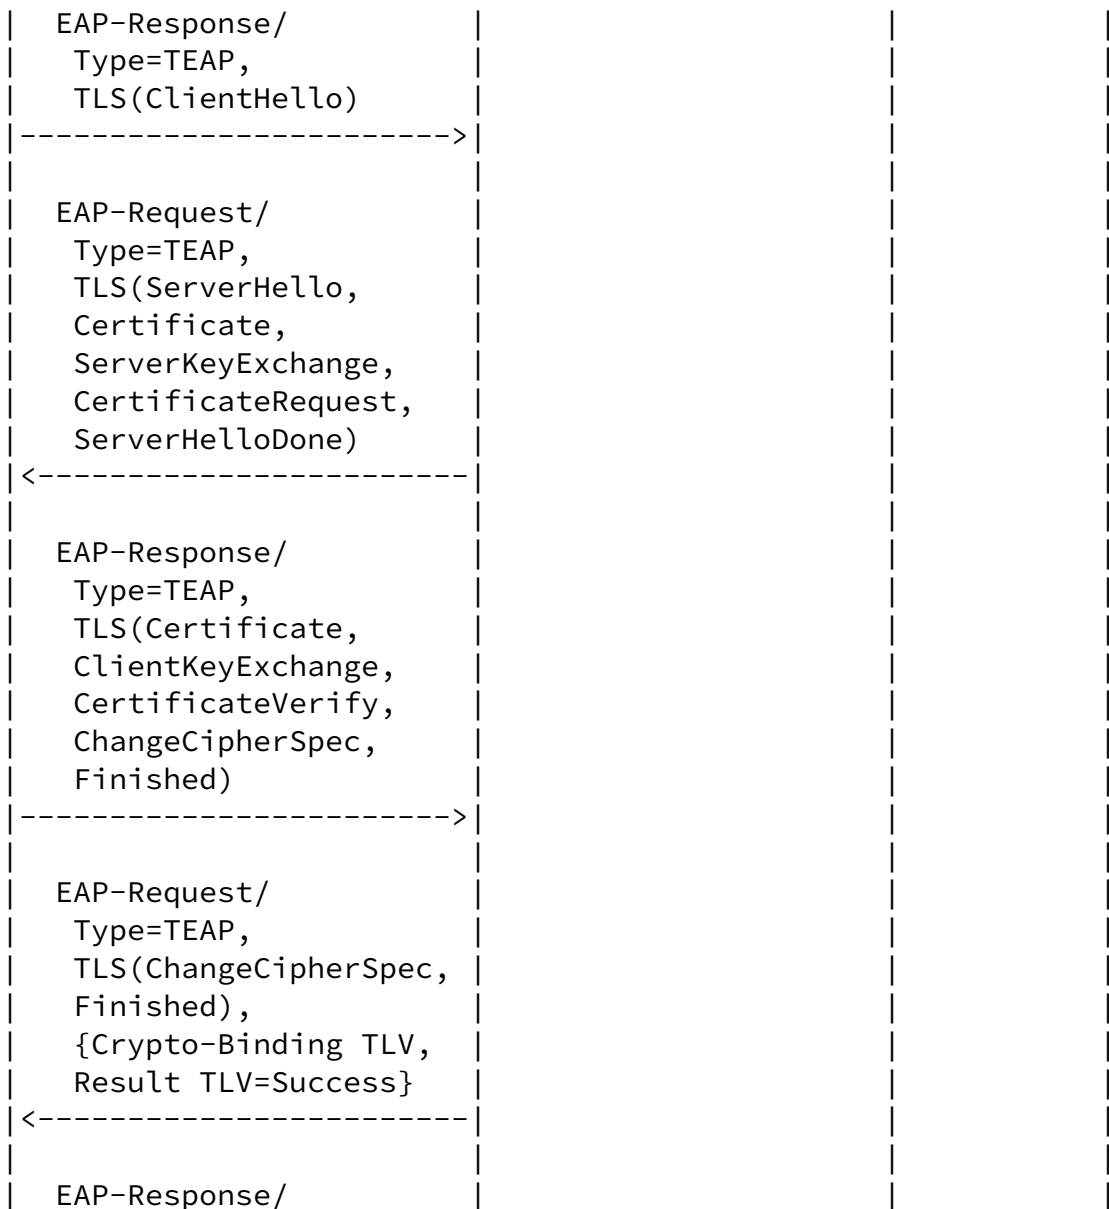 |  EAP-Response/          |                      |           |
|   Type=TEAP,            |                      |           |
|   TLS(ClientHello)      |                      |           |
|------------------------>|                      |           |
|                         |                      |           |
|  EAP-Request/           |                      |           |
|   Type=TEAP,            |                      |           |
|   TLS(ServerHello,      |                      |           |
|   Certificate,          |                      |           |
|   ServerKeyExchange,    |                      |           |
|   CertificateRequest,   |                      |           |
|   ServerHelloDone)      |                      |           |
|<------------------------|                      |           |
|                         |                      |           |
|  EAP-Response/          |                      |           |
|   Type=TEAP,            |                      |           |
|   TLS(Certificate,      |                      |           |
|   ClientKeyExchange,    |                      |           |
|   CertificateVerify,    |                      |           |
|   ChangeCipherSpec,     |                      |           |
|   Finished)             |                      |           |
|------------------------>|                      |           |
|                         |                      |           |
|  EAP-Request/           |                      |           |
|   Type=TEAP,            |                      |           |
|   TLS(ChangeCipherSpec, |                      |           |
|   Finished),            |                      |           |
|   {Crypto-Binding TLV,  |                      |           |
|   Result TLV=Success}   |                      |           |
|<------------------------|                      |           |
|                         |                      |           |
|  EAP-Response/          |                      |           |